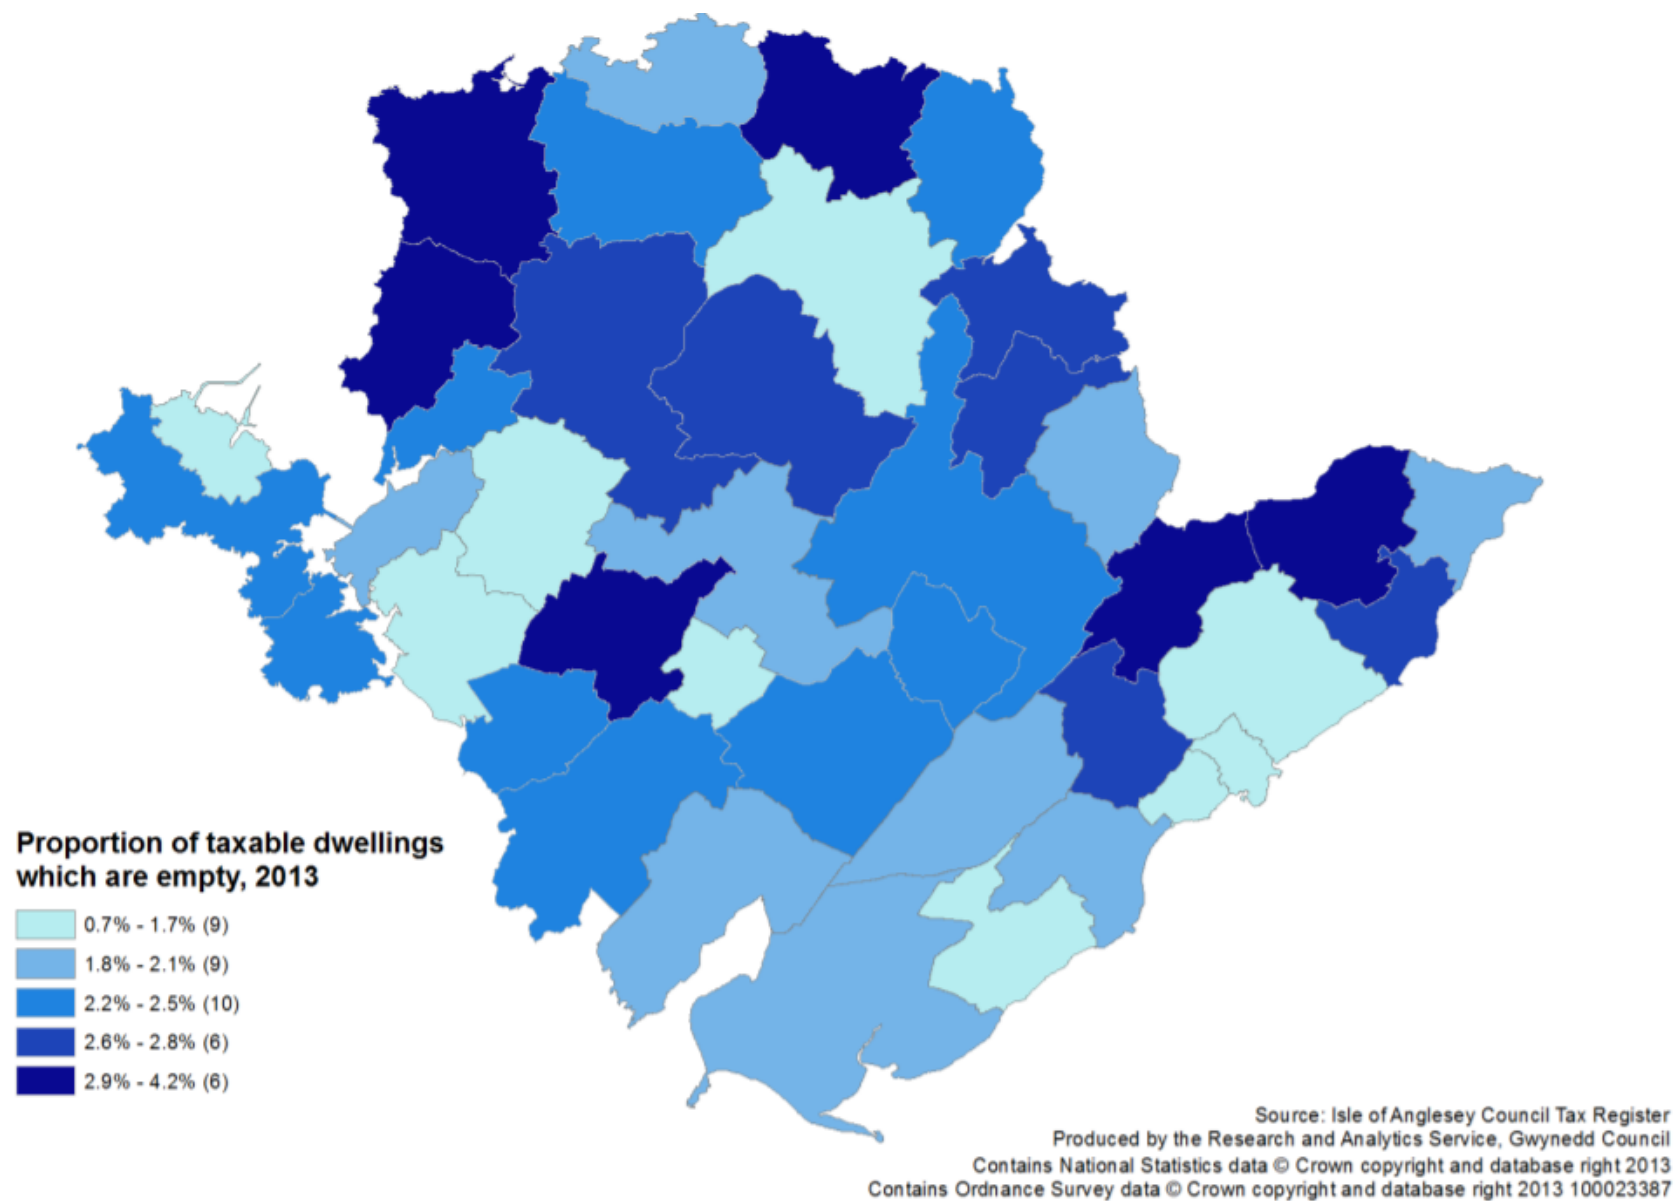 Proportion of taxable dwellings
which are empty, 2013
0.7% - 1.7% (9)
1.8% - 2.1% (9)
2.2% - 2.5% (10)
2.6% - 2.8% (6)
2.9% - 4.2% (6)
Source: Isle of Anglesey Council Tax Register
Produced by the Research and Analytics Service, Gwynedd Council
Contains National Statistics data © Crown copyright and database right 2013
Contains Ordnance Survey data © Crown copyright and database right 2013 100023387